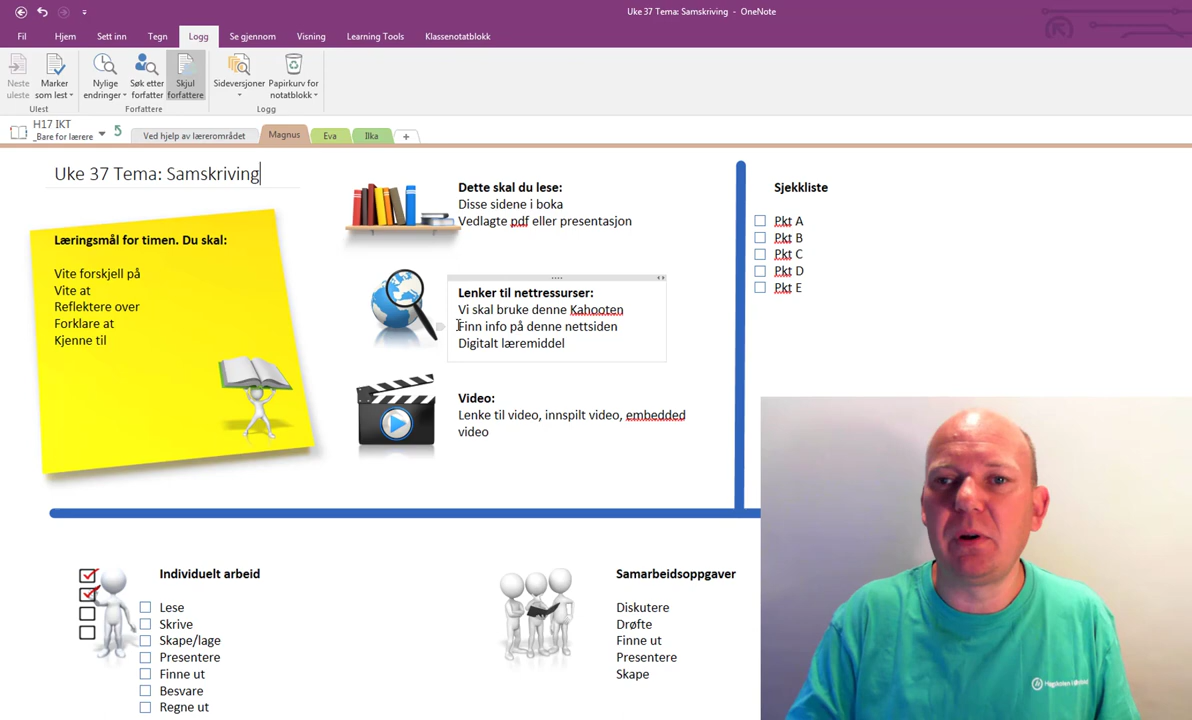 Uke 37 Tema: Samskriving - OneNote
Fil
Hjem
Sett inn
Tegn
Logg
Se gjennom
Visning
Learning Tools
Klassenotatblokk
Neste uleste
Marker som lest
Nylige endringer
Søk etter forfatter
Skjul forfattere
Sideversjoner
Papirkurv for notatblokk
Ulest
Forfattere
Logg
H17 IKT
_Bare for lærere
Ved hjelp av lærerområdet
Magnus
Eva
Ilka
Uke 37 Tema: Samskriving
Læringsmål for timen. Du skal:
Vite forskjell på
Vite at
Reflektere over
Forklare at
Kjenne til
Dette skal du lese:
Disse sidene i boka
Vedlagte pdf eller presentasjon
Lenker til nettressurser:
Vi skal bruke denne Kahooten
Finn info på denne nettsiden
Digitalt læremiddel
Video:
Lenke til video, innspilt video, embedded
video
Sjekkliste
Pkt A
Pkt B
Pkt C
Pkt D
Pkt E
Individuelt arbeid
Lese
Skrive
Skape/lage
Presentere
Finne ut
Besvare
Regne ut
Samarbeidsoppgaver
Diskutere
Drøfte
Finne ut
Presentere
Skape